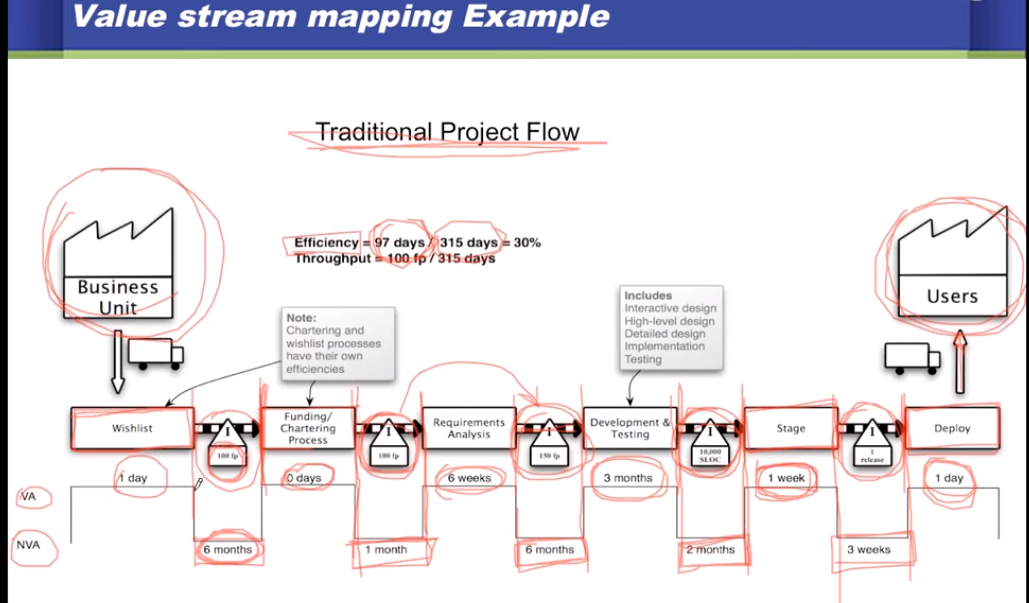 Value stream mapping Example
Traditional Project Flow
Efficiency = 97 days / 315 days = 30%
Throughput = 100 fp / 315 days
Business
Unit
Users
Note:
Chartering and
wishlist processes
have their own
efficiencies
Includes
Interactive design
High-level design
Detailed design
Implementation
Testing
Wishlist
I
100 fp
Funding/
Chartering
Process
I
100 fp
Requirements
Analysis
I
150 fp
Development &
Testing
I
10,000
SLOC
Stage
I
1
release
Deploy
VA
1 day
0 days
6 weeks
3 months
1 week
1 day
NVA
6 months
1 month
6 months
2 months
3 weeks